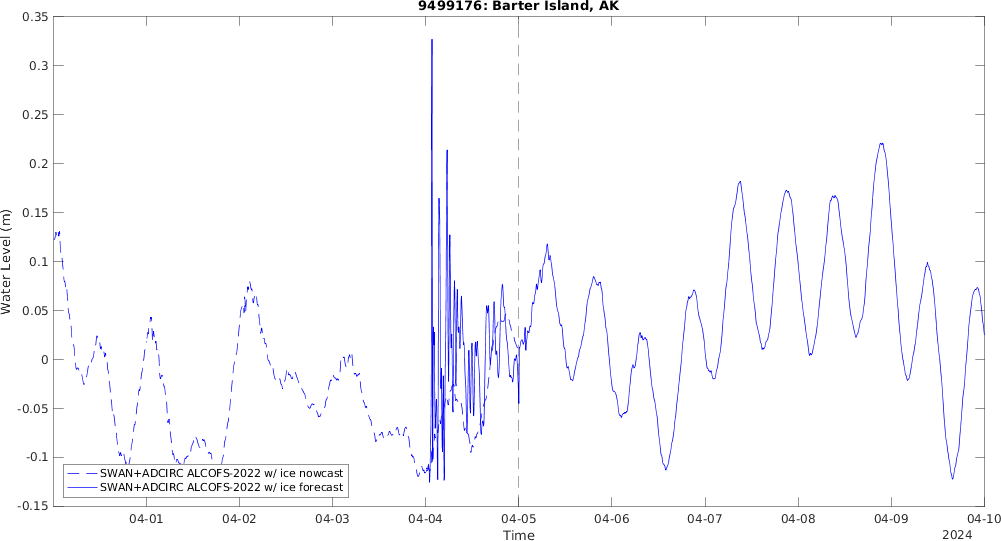 9499176: Barter Island, AK
0.35
0.3
0.25
0.2
0.15
0.1
0.05
0
-0.05
-0.1
-0.15
Water Level (m)
SWAN+ADCIRC ALCOFS-2022 w/ ice nowcast
SWAN+ADCIRC ALCOFS-2022 w/ ice forecast
04-01 04-02 04-03 04-04 04-05 04-06 04-07 04-08 04-09 04-10
Time
2024